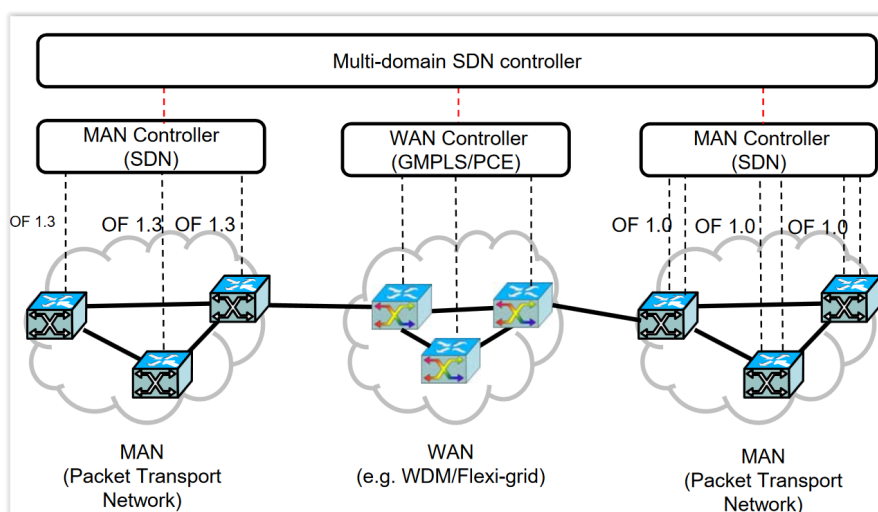 Multi-domain SDN controller
MAN Controller
(SDN)
WAN Controller
(GMPLS/PCE)
MAN Controller
(SDN)
OF 1.3
OF 1.3
OF 1.3
OF 1.0
OF 1.0
OF 1.0
MAN
(Packet Transport
Network)
WAN
(e.g. WDM/Flexi-grid)
MAN
(Packet Transport
Network)